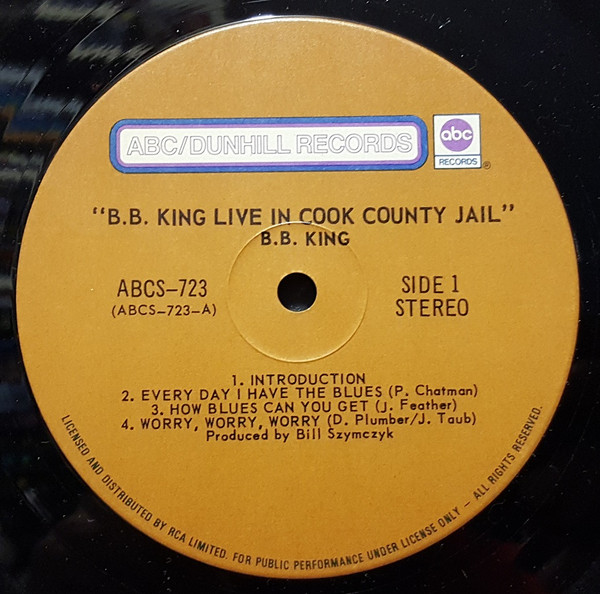 ABC/DUNHILL RECORDS
abc
RECORDS
®
"B.B. KING LIVE IN COOK COUNTY JAIL"
B.B. KING
ABCS-723
(ABCS-723-A)
SIDE 1
STEREO
1. INTRODUCTION
2. EVERY DAY I HAVE THE BLUES (P. Chatman)
3. HOW BLUES CAN YOU GET (J. Feather)
4. WORRY, WORRY, WORRY (D. Plumber/J. Taub)
Produced by Bill Szymczyk
LICENSED AND DISTRIBUTED BY RCA LIMITED. FOR PUBLIC PERFORMANCE UNDER LICENSE ONLY – ALL RIGHTS RESERVED.